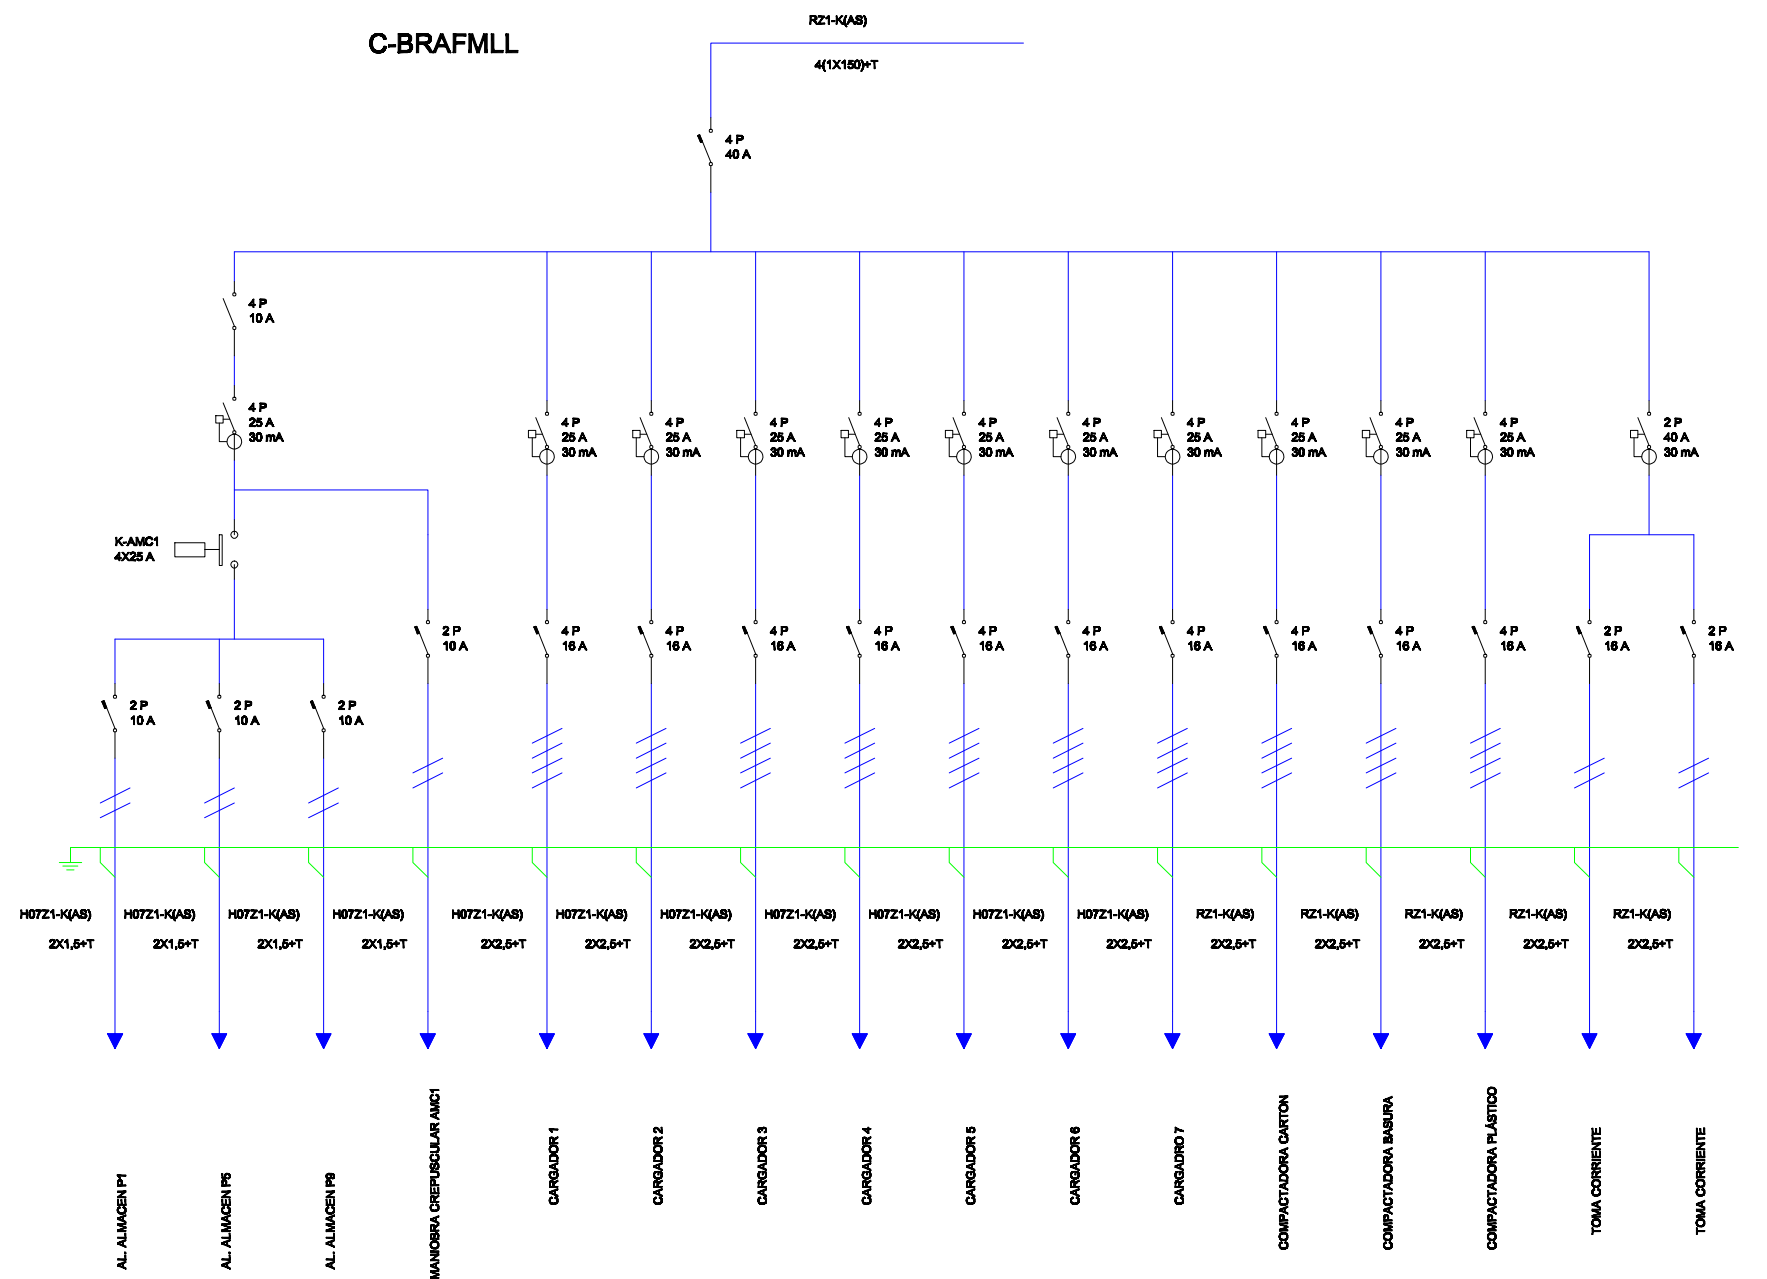 C-BRAFMLL
RZ1-K(AS)
4(1X150)+T
4 P
40 A
4 P
10 A
4 P
25 A
30 mA
4 P
25 A
30 mA
4 P
25 A
30 mA
4 P
25 A
30 mA
4 P
25 A
30 mA
4 P
25 A
30 mA
4 P
25 A
30 mA
4 P
25 A
30 mA
4 P
25 A
30 mA
4 P
25 A
30 mA
4 P
25 A
30 mA
2 P
40 A
30 mA
K-AMC1
4X25 A
2 P
10 A
4 P
16 A
4 P
16 A
4 P
16 A
4 P
16 A
4 P
16 A
4 P
16 A
4 P
16 A
4 P
16 A
4 P
16 A
4 P
16 A
2 P
16 A
2 P
16 A
2 P
10 A
2 P
10 A
2 P
10 A
H07Z1-K(AS)
2X1,5+T
H07Z1-K(AS)
2X1,5+T
H07Z1-K(AS)
2X1,5+T
H07Z1-K(AS)
2X1,5+T
H07Z1-K(AS)
2X2,5+T
H07Z1-K(AS)
2X2,5+T
H07Z1-K(AS)
2X2,5+T
H07Z1-K(AS)
2X2,5+T
H07Z1-K(AS)
2X2,5+T
H07Z1-K(AS)
2X2,5+T
H07Z1-K(AS)
2X2,5+T
RZ1-K(AS)
2X2,5+T
RZ1-K(AS)
2X2,5+T
RZ1-K(AS)
2X2,5+T
RZ1-K(AS)
2X2,5+T
RZ1-K(AS)
2X2,5+T
AL. ALMACEN P1
AL. ALMACEN P5
AL. ALMACEN P9
MANIOBRA CREPUSCULAR AMC1
CARGADOR 1
CARGADOR 2
CARGADOR 3
CARGADOR 4
CARGADOR 5
CARGADOR 6
CARGADRO 7
COMPACTADORA CARTON
COMPACTADORA BASURA
COMPACTADORA PLÁSTICO
TOMA CORRIENTE
TOMA CORRIENTE